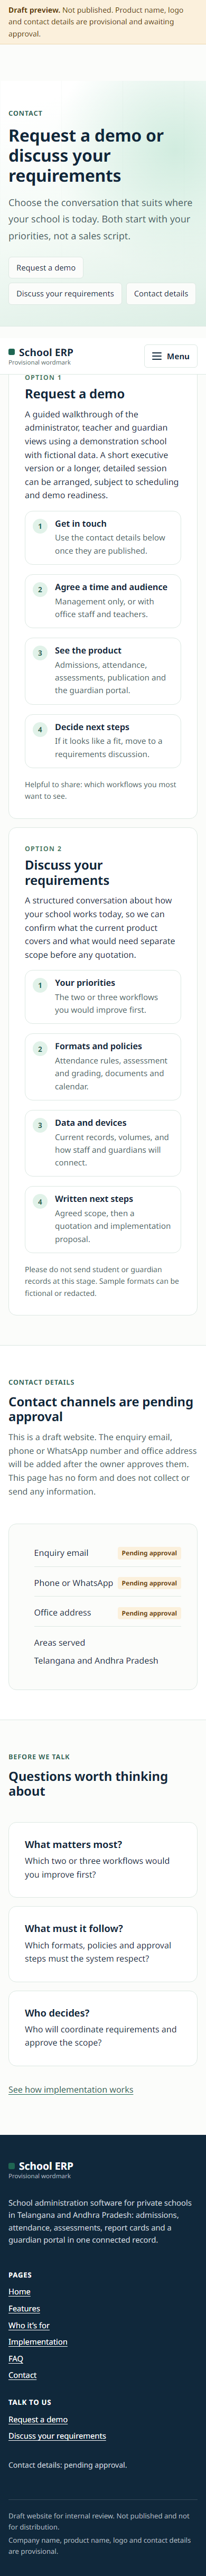 Draft preview. Not published. Product name, logo
and contact details are provisional and awaiting
approval.
CONTACT
Request a demo or
discuss your
requirements
Choose the conversation that suits where
your school is today. Both start with your
priorities, not a sales script.
Request a demo
Discuss your requirements
Contact details
School ERP
Provisional wordmark
Menu
OPTION 1
Request a demo
A guided walkthrough of the
administrator, teacher and guardian
views using a demonstration school
with fictional data. A short executive
version or a longer, detailed session
can be arranged, subject to scheduling
and demo readiness.
1
Get in touch
Use the contact details below
once they are published.
2
Agree a time and audience
Management only, or with
office staff and teachers.
3
See the product
Admissions, attendance,
assessments, publication and
the guardian portal.
4
Decide next steps
If it looks like a fit, move to a
requirements discussion.
Helpful to share: which workflows you most
want to see.
OPTION 2
Discuss your
requirements
A structured conversation about how
your school works today, so we can
confirm what the current product
covers and what would need separate
scope before any quotation.
1
Your priorities
The two or three workflows
you would improve first.
2
Formats and policies
Attendance rules, assessment
and grading, documents and
calendar.
3
Data and devices
Current records, volumes, and
how staff and guardians will
connect.
4
Written next steps
Agreed scope, then a
quotation and implementation
proposal.
Please do not send student or guardian
records at this stage. Sample formats can be
fictional or redacted.
CONTACT DETAILS
Contact channels are pending
approval
This is a draft website. The enquiry email,
phone or WhatsApp number and office address
will be added after the owner approves them.
This page has no form and does not collect or
send any information.
Enquiry email
Pending approval
Phone or WhatsApp
Pending approval
Office address
Pending approval
Areas served
Telangana and Andhra Pradesh
BEFORE WE TALK
Questions worth thinking
about
What matters most?
Which two or three workflows would
you improve first?
What must it follow?
Which formats, policies and approval
steps must the system respect?
Who decides?
Who will coordinate requirements and
approve the scope?
See how implementation works
School ERP
Provisional wordmark
School administration software for private schools
in Telangana and Andhra Pradesh: admissions,
attendance, assessments, report cards and a
guardian portal in one connected record.
PAGES
Home
Features
Who it's for
Implementation
FAQ
Contact
TALK TO US
Request a demo
Discuss your requirements
Contact details: pending approval.
Draft website for internal review. Not published and not
for distribution.
Company name, product name, logo and contact details
are provisional.